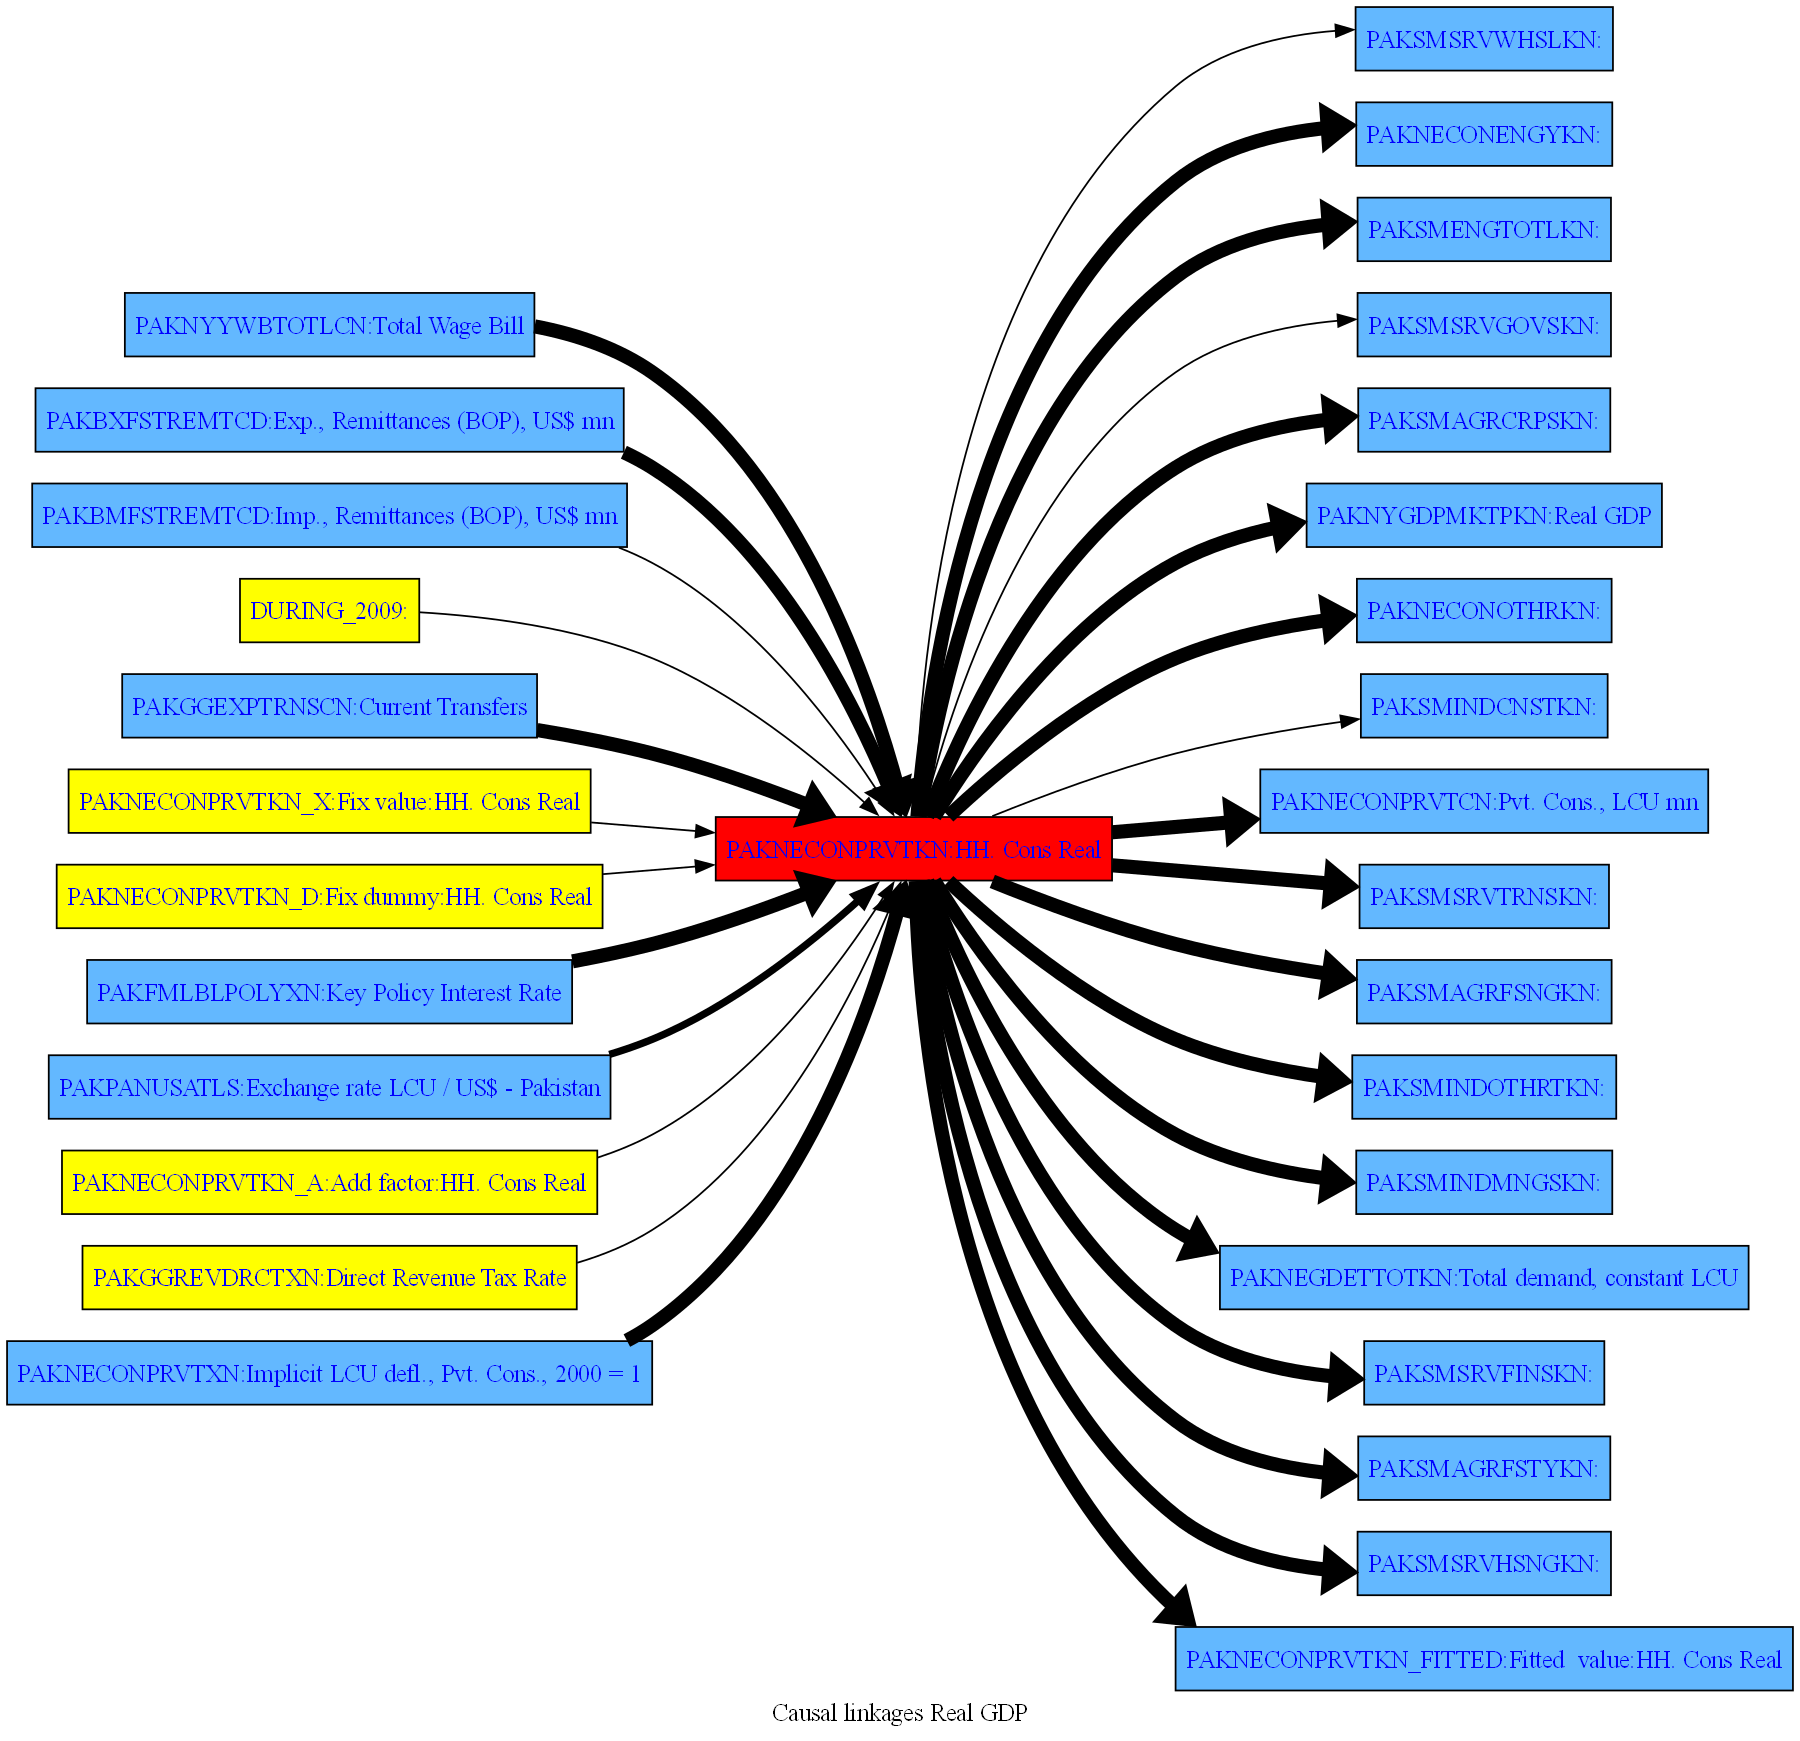 PAKNYYWBTOTLCN:Total Wage Bill
PAKBXFSTREMTCD:Exp., Remittances (BOP), US$ mn
PAKBMFSTREMTCD:Imp., Remittances (BOP), US$ mn
DURING_2009:
PAKGGEXPTRNSCN:Current Transfers
PAKNECONPRVTKN_X:Fix value:HH. Cons Real
PAKNECONPRVTKN_D:Fix dummy:HH. Cons Real
PAKFMLBLPOLYXN:Key Policy Interest Rate
PAKPANUSATLS:Exchange rate LCU / US$ - Pakistan
PAKNECONPRVTKN_A:Add factor:HH. Cons Real
PAKGGREVDRCTXN:Direct Revenue Tax Rate
PAKNECONPRVTXN:Implicit LCU defl., Pvt. Cons., 2000 = 1
PAKNECONPRVTKN:HH. Cons Real
PAKSMSRVWHSLKN:
PAKNECONENGYKN:
PAKSMENGTOTLKN:
PAKSMSRVGOVSKN:
PAKSMAGRCRPSKN:
PAKNYGDPMKTPKN:Real GDP
PAKNECONOTHRKN:
PAKSMINDCNSTKN:
PAKNECONPRVTCN:Pvt. Cons., LCU mn
PAKSMSRVTRNSKN:
PAKSMAGRFSNGKN:
PAKSMINDOTHRTKN:
PAKSMINDMNGSKN:
PAKNEGDETTOTKN:Total demand, constant LCU
PAKSMSRVFINSKN:
PAKSMAGRFSTYKN:
PAKSMSRVHSNGKN:
PAKNECONPRVTKN_FITTED:Fitted  value:HH. Cons Real
Causal linkages Real GDP